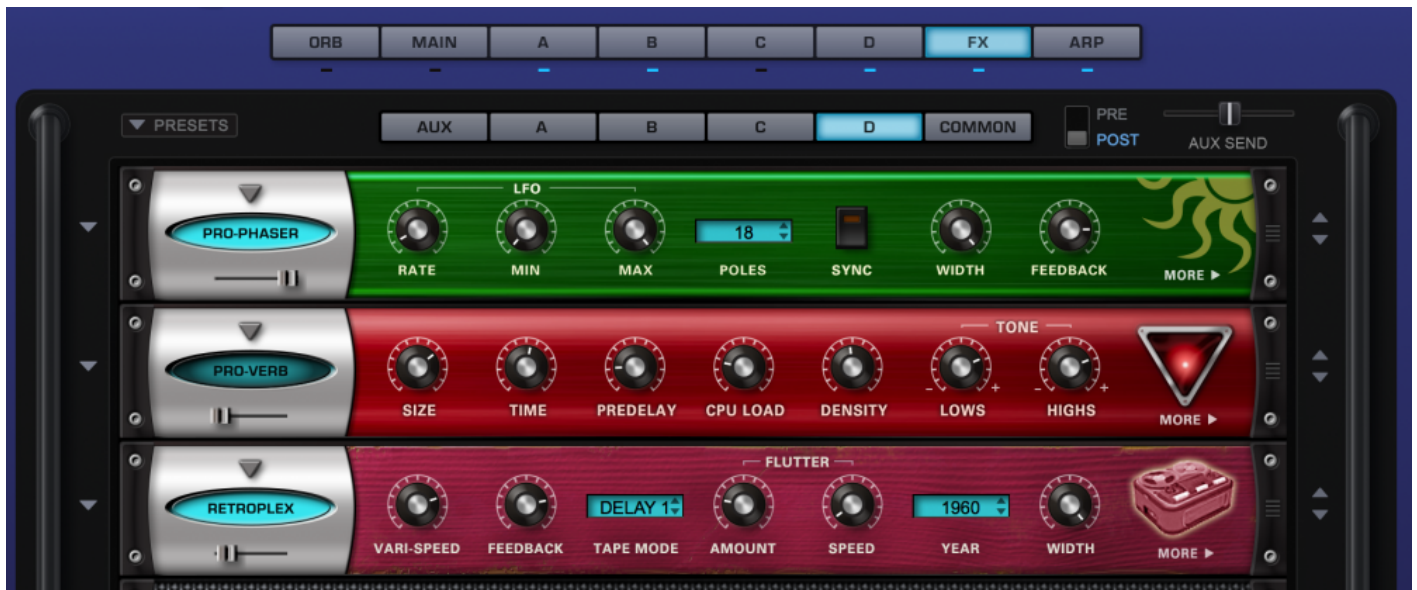 ORB MAIN A B C D FX ARP
PRESETS AUX A B C D COMMON PRE
POST AUX SEND
LFO
PRO-PHASER 18
RATE MIN MAX POLES SYNC WIDTH FEEDBACK MORE
TONE
PRO-VERB
- + - +
SIZE TIME PREDELAY CPU LOAD DENSITY LOWS HIGHS MORE
FLUTTER
RETROPLEX DELAY 1 1960
VARI-SPEED FEEDBACK TAPE MODE AMOUNT SPEED YEAR WIDTH MORE